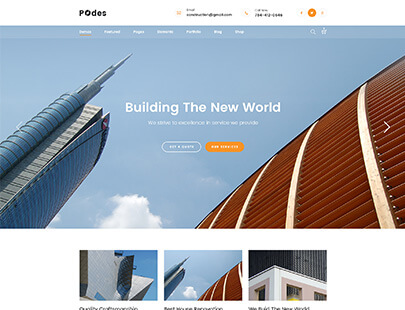 Podes
Email
construction@gmail.com
Call Now
784-412-0346
Home Featured Pages Elements Portfolio Blog Shop
Building The New World
We strive to excellence in service we provide
GET A QUOTE
OUR SERVICES
Quality Craftsmanship
Best House Renovation
We Build The New World